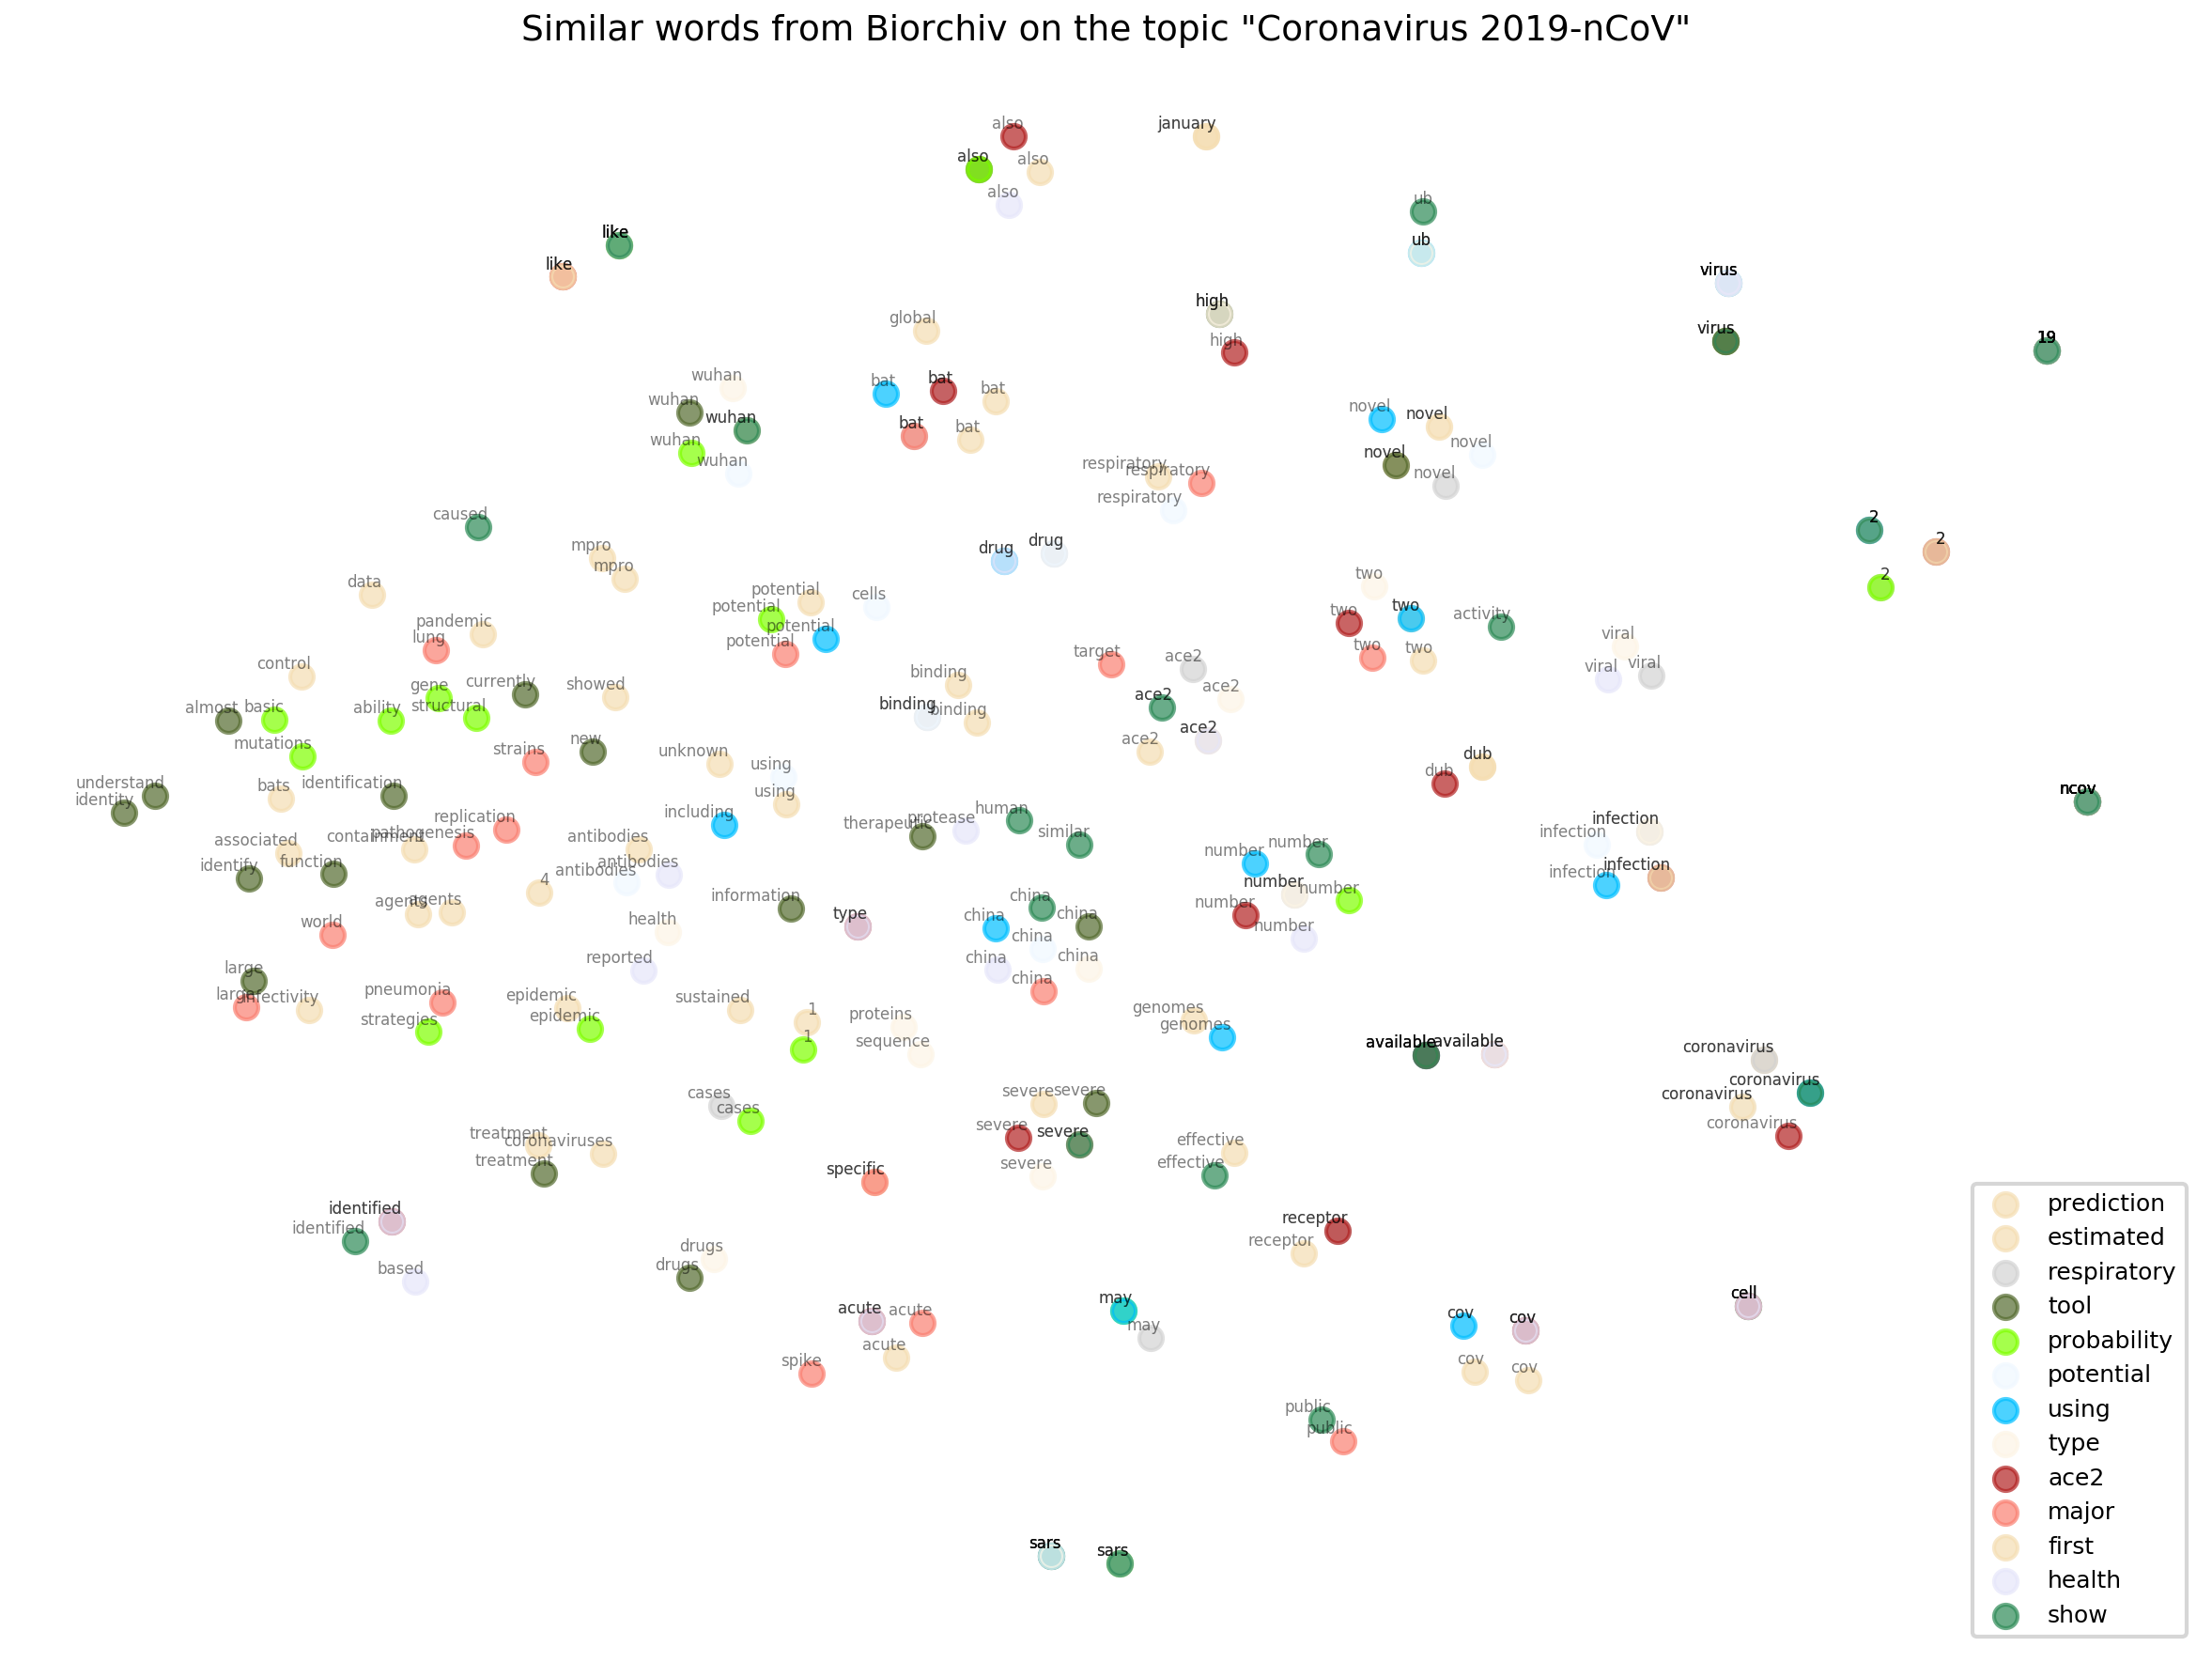 Similar words from Biorchiv on the topic "Coronavirus 2019-nCoV"
also
january
also
also
also
ub
like
ub
like
virus
high
global
virus
19
high
wuhan
bat
bat
bat
wuhan
novel
novel
wuhan
bat
bat
wuhan
novel
wuhan
respiratory
respiratory
novel
novel
respiratory
caused
2
2
mpro
drug
drug
mpro
data
potential
cells
two
2
potential
two
two
activity
pandemic
potential
lung
potential
two
two
viral
control
target
ace2
viral
viral
gene
currently
showed
binding
ace2
almost
basic
ability
structural
binding
binding
ace2
ace2
mutations
strains
new
unknown
ace2
using
dub
understand
bats
identification
using
dub
identity
ncov
associated
containment
pathogenesis
replication
including
therapeutic
protease
human
similar
infection
infection
identify
function
antibodies
antibodies
antibodies
number
number
infection
infection
4
agents
agents
information
type
number
number
number
number
world
health
china
china
china
china
china
china
china
large
reported
large
infectivity
pneumonia
epidemic
sustained
1
strategies
epidemic
1
proteins
sequence
genomes
genomes
available
available
coronavirus
cases
cases
severe
severe
coronavirus
coronavirus
coronavirus
treatment
coronaviruses
treatment
severe
severe
severe
effective
effective
specific
identified
identified
receptor
receptor
based
drugs
drugs
acute
acute
acute
spike
may
may
cov
cov
cov
cov
cell
public
public
sars
sars
prediction
estimated
respiratory
tool
probability
potential
using
type
ace2
major
first
health
show